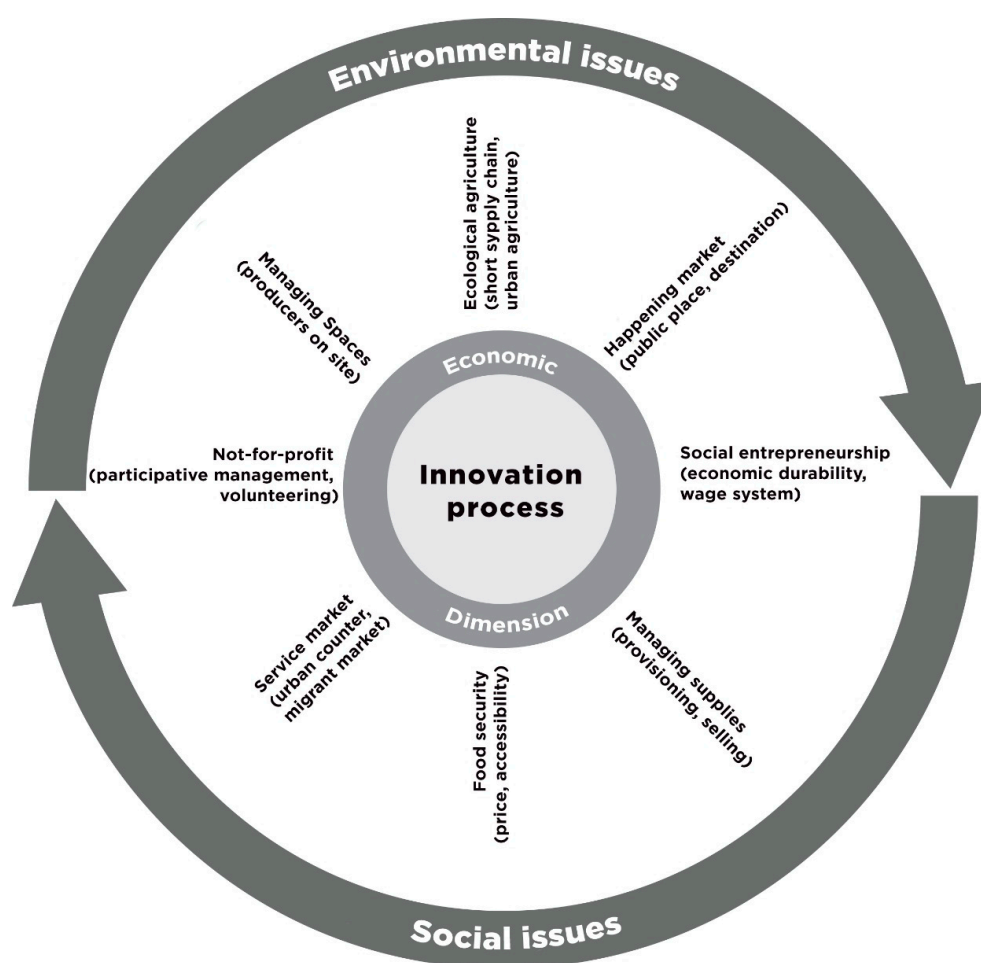 Environmental issues
Ecological agriculture
(short sypply chain,
urban agriculture)
Happening market
(public place, destination)
Managing Spaces
(producers on site)
Economic
Innovation
process
Dimension
Not-for-profit
(participative management,
volunteering)
Social entrepreneurship
(economic durability,
wage system)
Service market
(urban counter,
migrant market)
Food security
(price, accessibility)
Managing supplies
(provisioning, selling)
Social issues